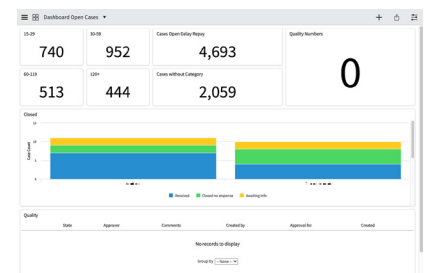 Dashboard Open Cases
15-29
740
30-59
952
Cases Open Delay Repay
4,693
Quality Numbers
0
60-119
513
120+
444
Cases without Category
2,059
Closed
15
10
5
0
Case Count
Received
Closed no response
Awaiting info
Quality
State Approver Comments Created by Approval for Created
No records to display
Group by -- None --